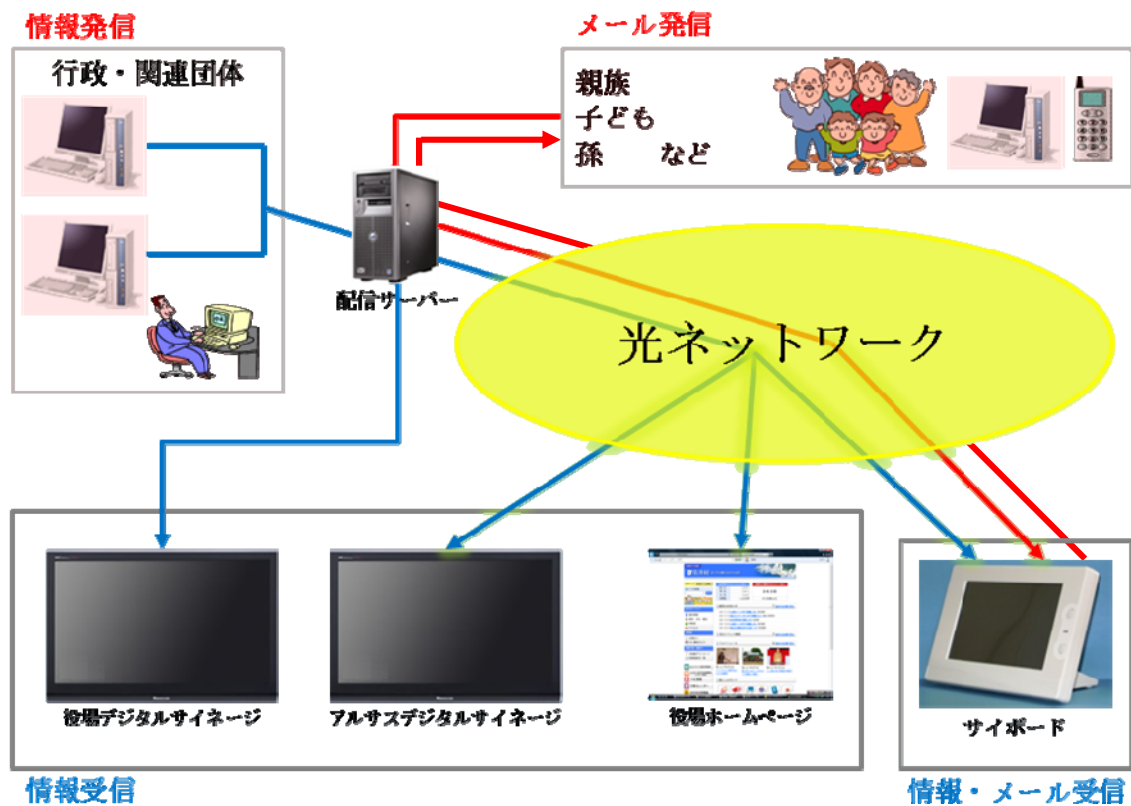 情報発信
メール発信
行政・関連団体
親族
子ども
孫　など
配信サーバー
光ネットワーク
役場デジタルサイネージ
アルサスデジタルサイネージ
役場ホームページ
サイボード
情報受信
情報・メール受信